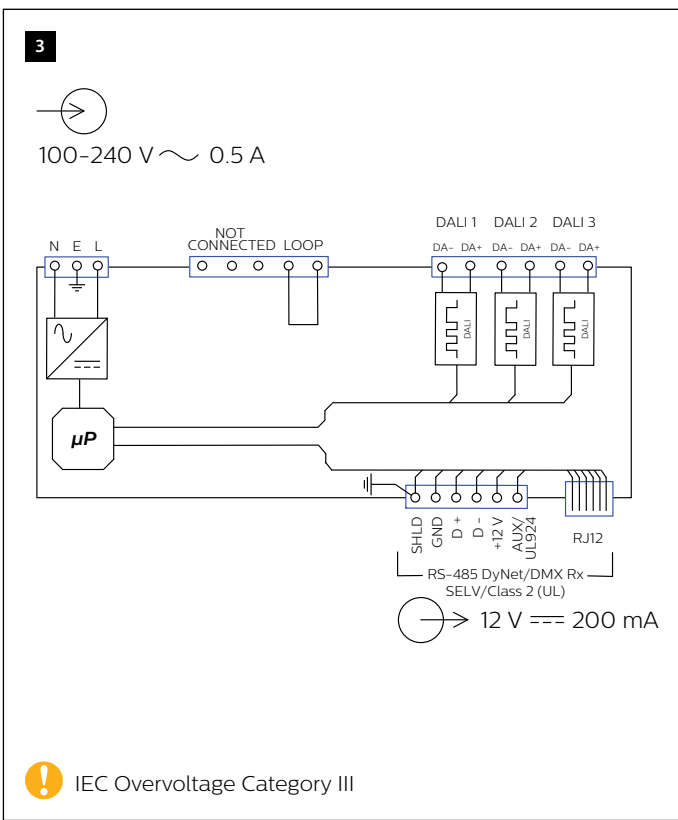 3
100-240 V ~ 0.5 A
N E L
NOT
CONNECTED LOOP
DALI 1 DALI 2 DALI 3
DA- DA+ DA- DA+ DA- DA+
DALI DALI DALI
µP
SHLD
GND
D +
D -
+12 V
AUX/
UL924
RJ12
RS-485 DyNet/DMX Rx
SELV/Class 2 (UL)
12 V ⎓ 200 mA
! IEC Overvoltage Category III